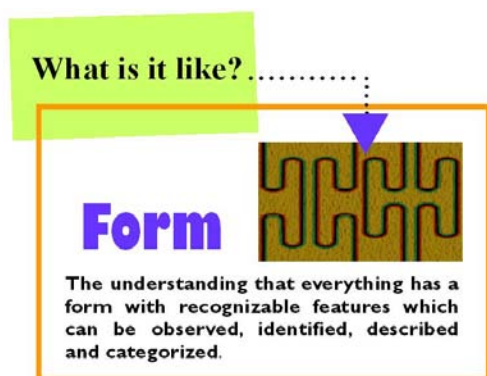 What is it like?...........
Form
The understanding that everything has a
form with recognizable features which
can be observed, identified, described
and categorized.